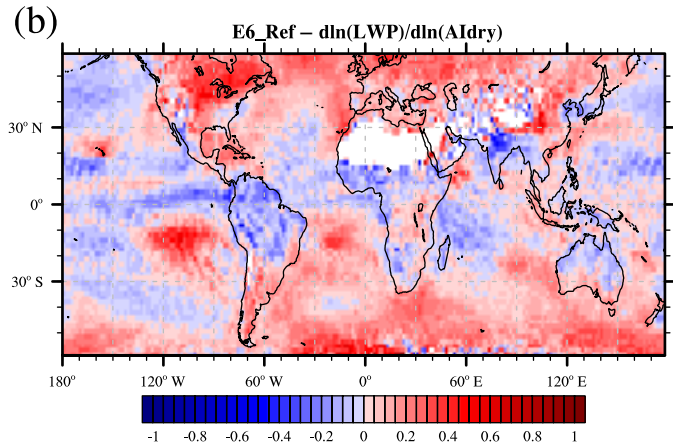 (b)
E6_Ref – dln(LWP)/dln(AIdry)
30° N
0°
30° S
180° 120° W 60° W 0° 60° E 120° E
-1 -0.8 -0.6 -0.4 -0.2 0 0.2 0.4 0.6 0.8 1